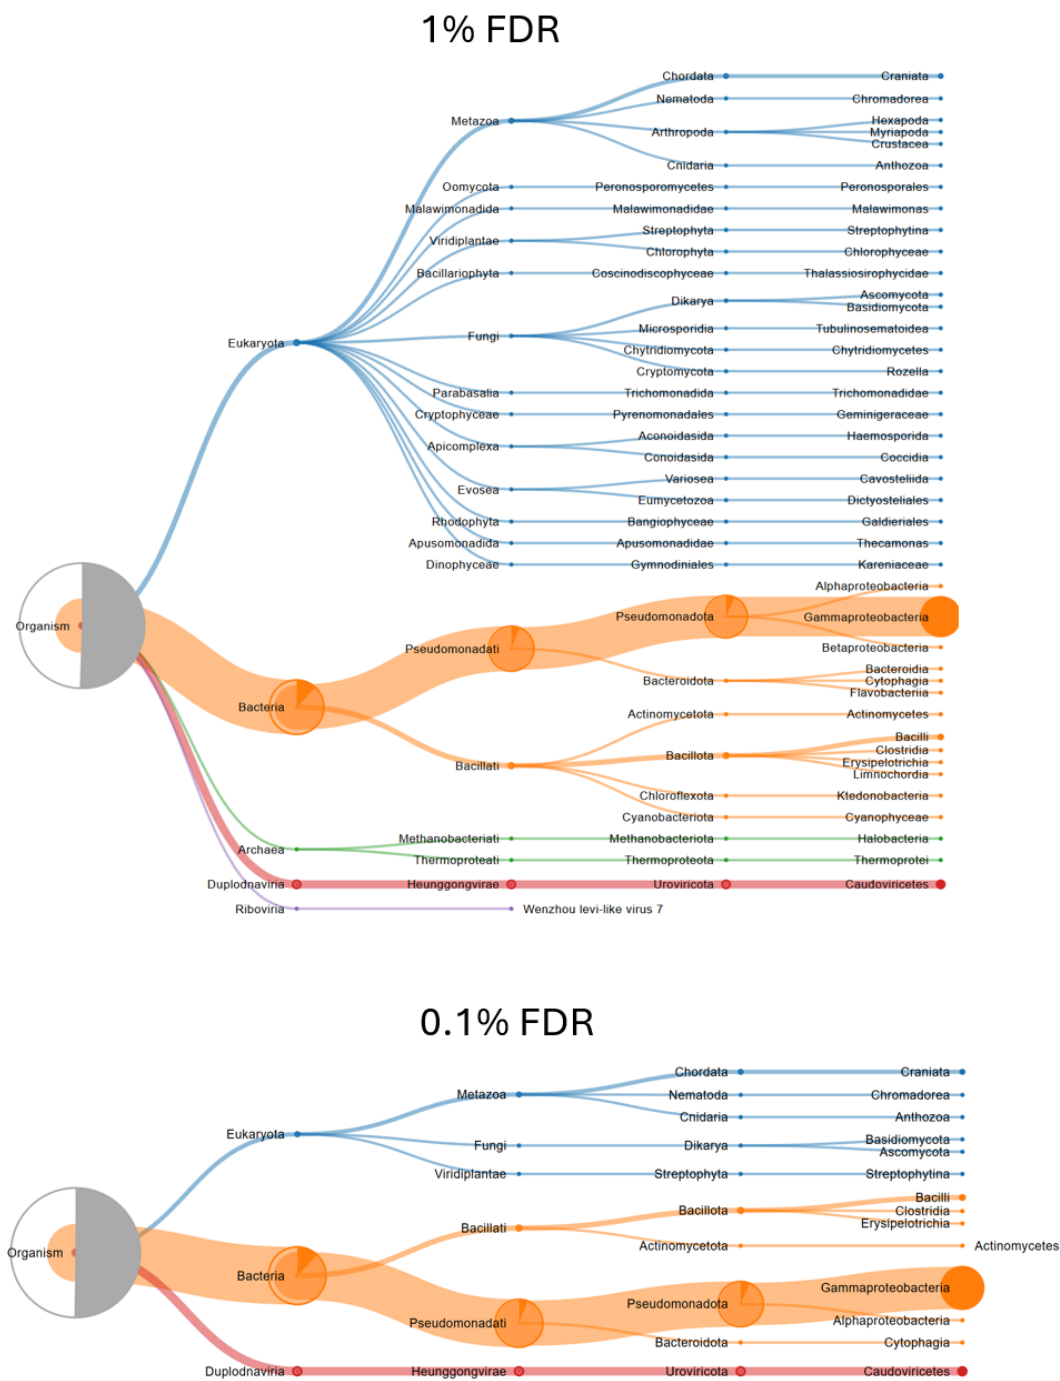 1% FDR
Chordata Craniata
Nematoda Chromadorea
Hexapoda
Metazoa
Arthropoda Myriapoda
Crustacea
Cnidaria Anthozoa
Oomycota Peronosporomycetes Peronosporales
Malawimonadida Malawimonadidae Malawimonas
Streptophyta Streptophytina
Viridiplantae
Chlorophyta Chlorophyceae
Bacillariophyta Coscinodiscophyceae Thalassiosirophycidae
Ascomycota
Dikarya
Basidiomycota
Microsporidia Tubulinosematoidea
Fungi
Eukaryota
Chytridiomycota Chytridiomycetes
Cryptomycota Rozella
Parabasalia Trichomonadida Trichomonadidae
Cryptophyceae Pyrenomonadales Geminigeraceae
Aconoidasida Haemosporida
Apicomplexa
Conoidasida Coccidia
Variosea Cavosteliida
Evosea
Eumycetozoa Dictyosteliales
Rhodophyta Bangiophyceae Galdieriales
Apusomonadida Apusomonadidae Thecamonas
Dinophyceae Gymnodiniales Kareniaceae
Alphaproteobacteria
Pseudomonadota Gammaproteobacteria
Organism
Betaproteobacteria
Pseudomonadati
Bacteroidia
Bacteroidota Cytophagia
Flavobacteriia
Bacteria
Actinomycetota Actinomycetes
Bacilli
Bacillota Clostridia
Bacillati Erysipelotrichia
Limnochordia
Chloroflexota Ktedonobacteria
Cyanobacteriota Cyanophyceae
Methanobacteriati Methanobacteriota Halobacteria
Archaea
Thermoproteati Thermoproteota Thermoprotei
Duplodnaviria Heunggongvirae Uroviricota Caudoviricetes
Riboviria Wenzhou levi-like virus 7
0.1% FDR
Chordata Craniata
Metazoa Nematoda Chromadorea
Cnidaria Anthozoa
Eukaryota
Basidiomycota
Fungi Dikarya
Ascomycota
Viridiplantae Streptophyta Streptophytina
Bacilli
Bacillota Clostridia
Erysipelotrichia
Bacillati
Actinomycetota Actinomycetes
Organism
Bacteria
Gammaproteobacteria
Pseudomonadota
Pseudomonadati Alphaproteobacteria
Bacteroidota Cytophagia
Duplodnaviria Heunggongvirae Uroviricota Caudoviricetes